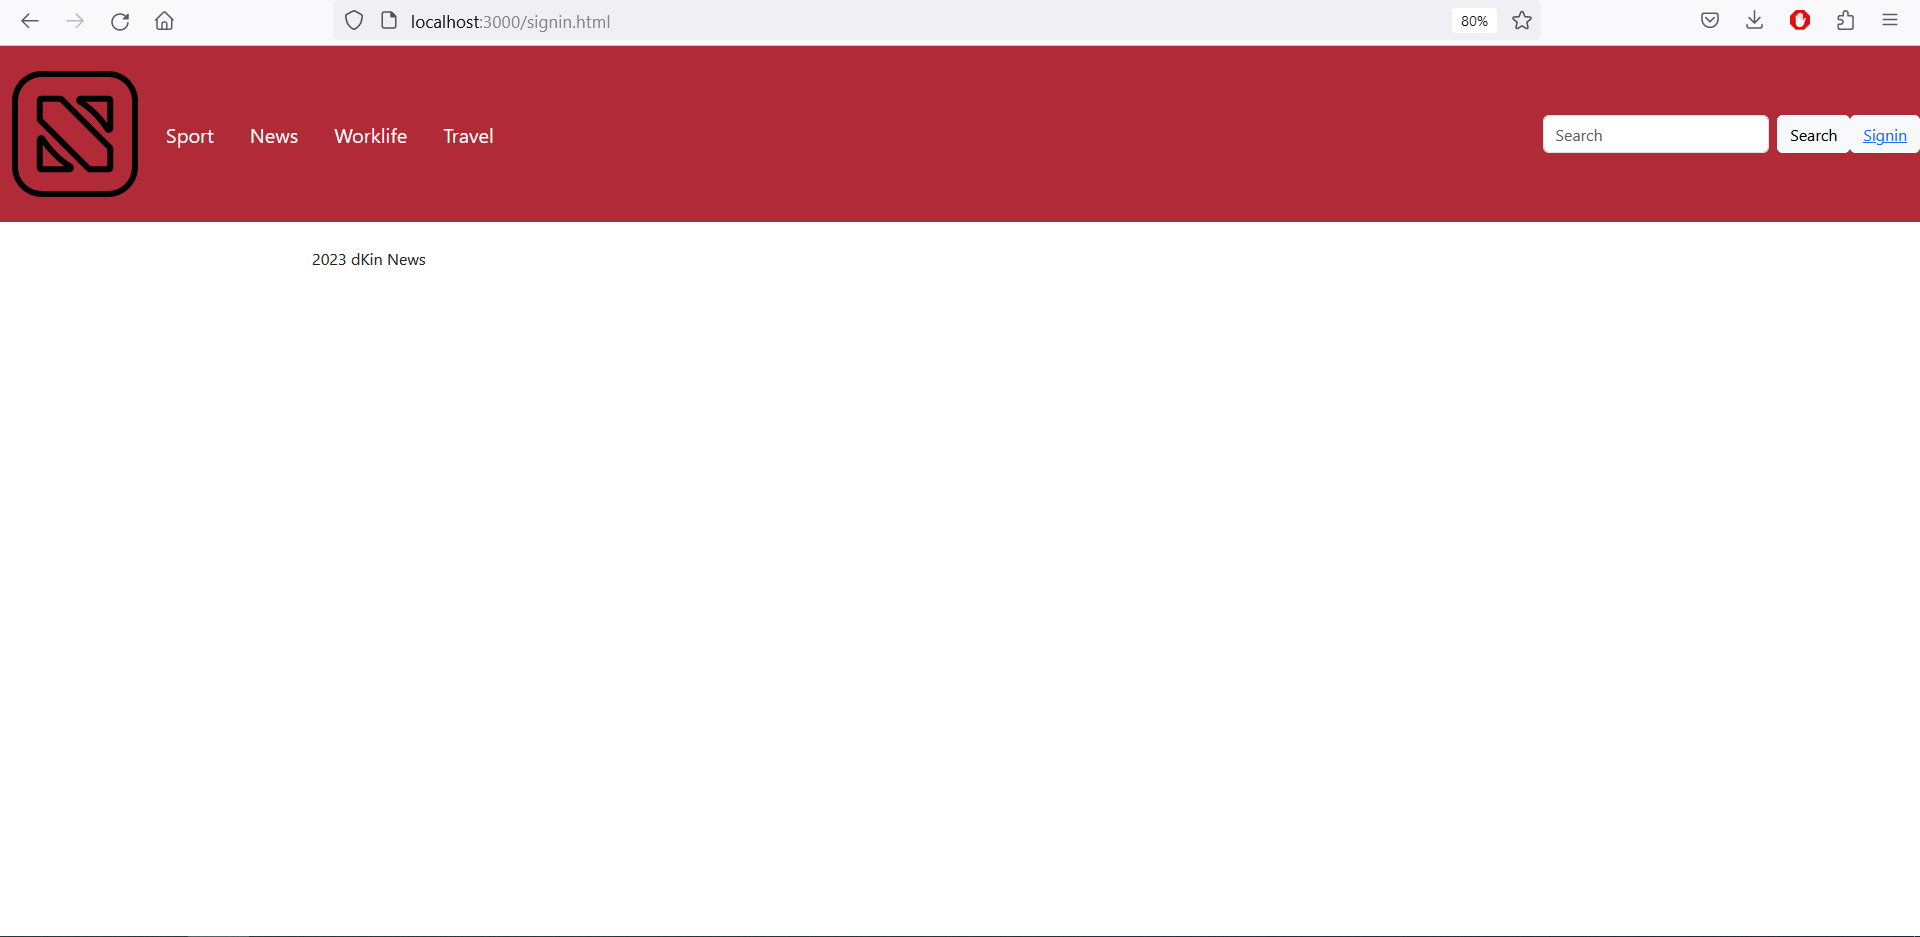 localhost:3000/signin.html
80%
Sport News Worklife Travel
Search
Search
Signin
2023 dKin News